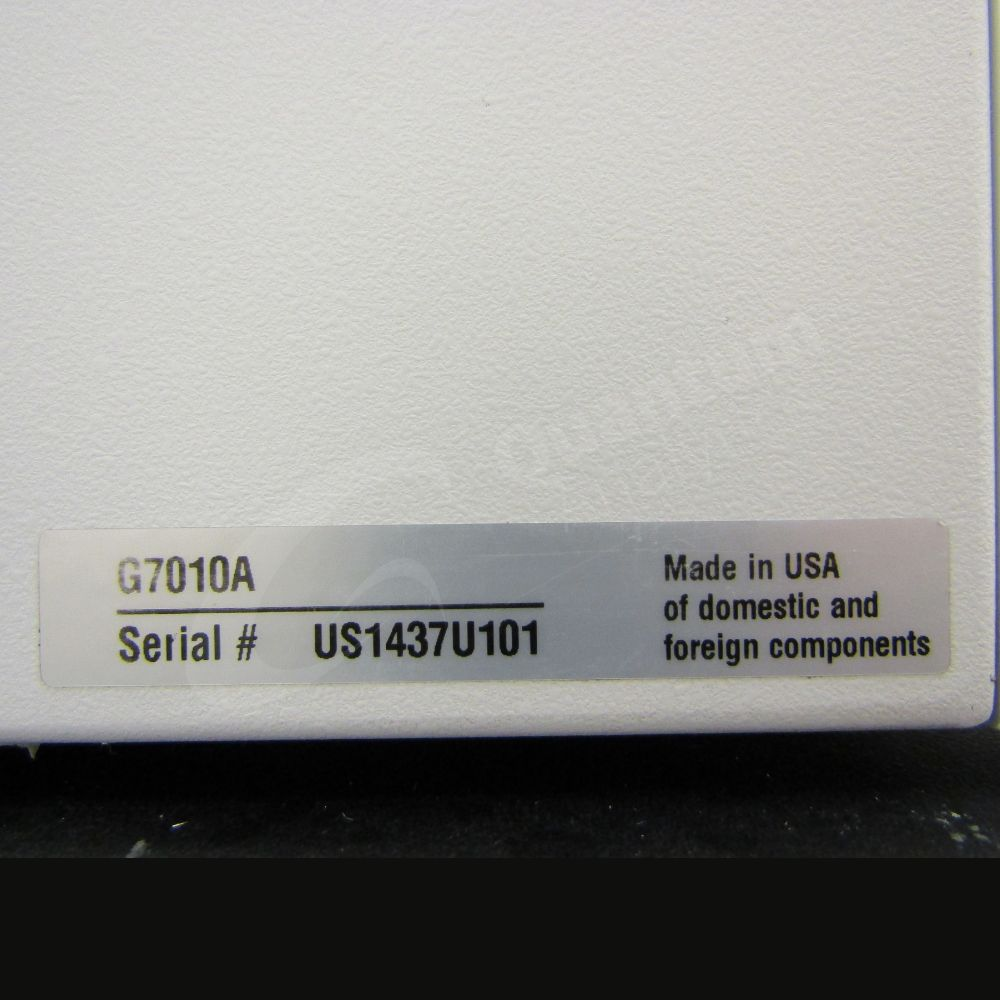 G7010A
Serial # US1437U101
Made in USA
of domestic and
foreign components